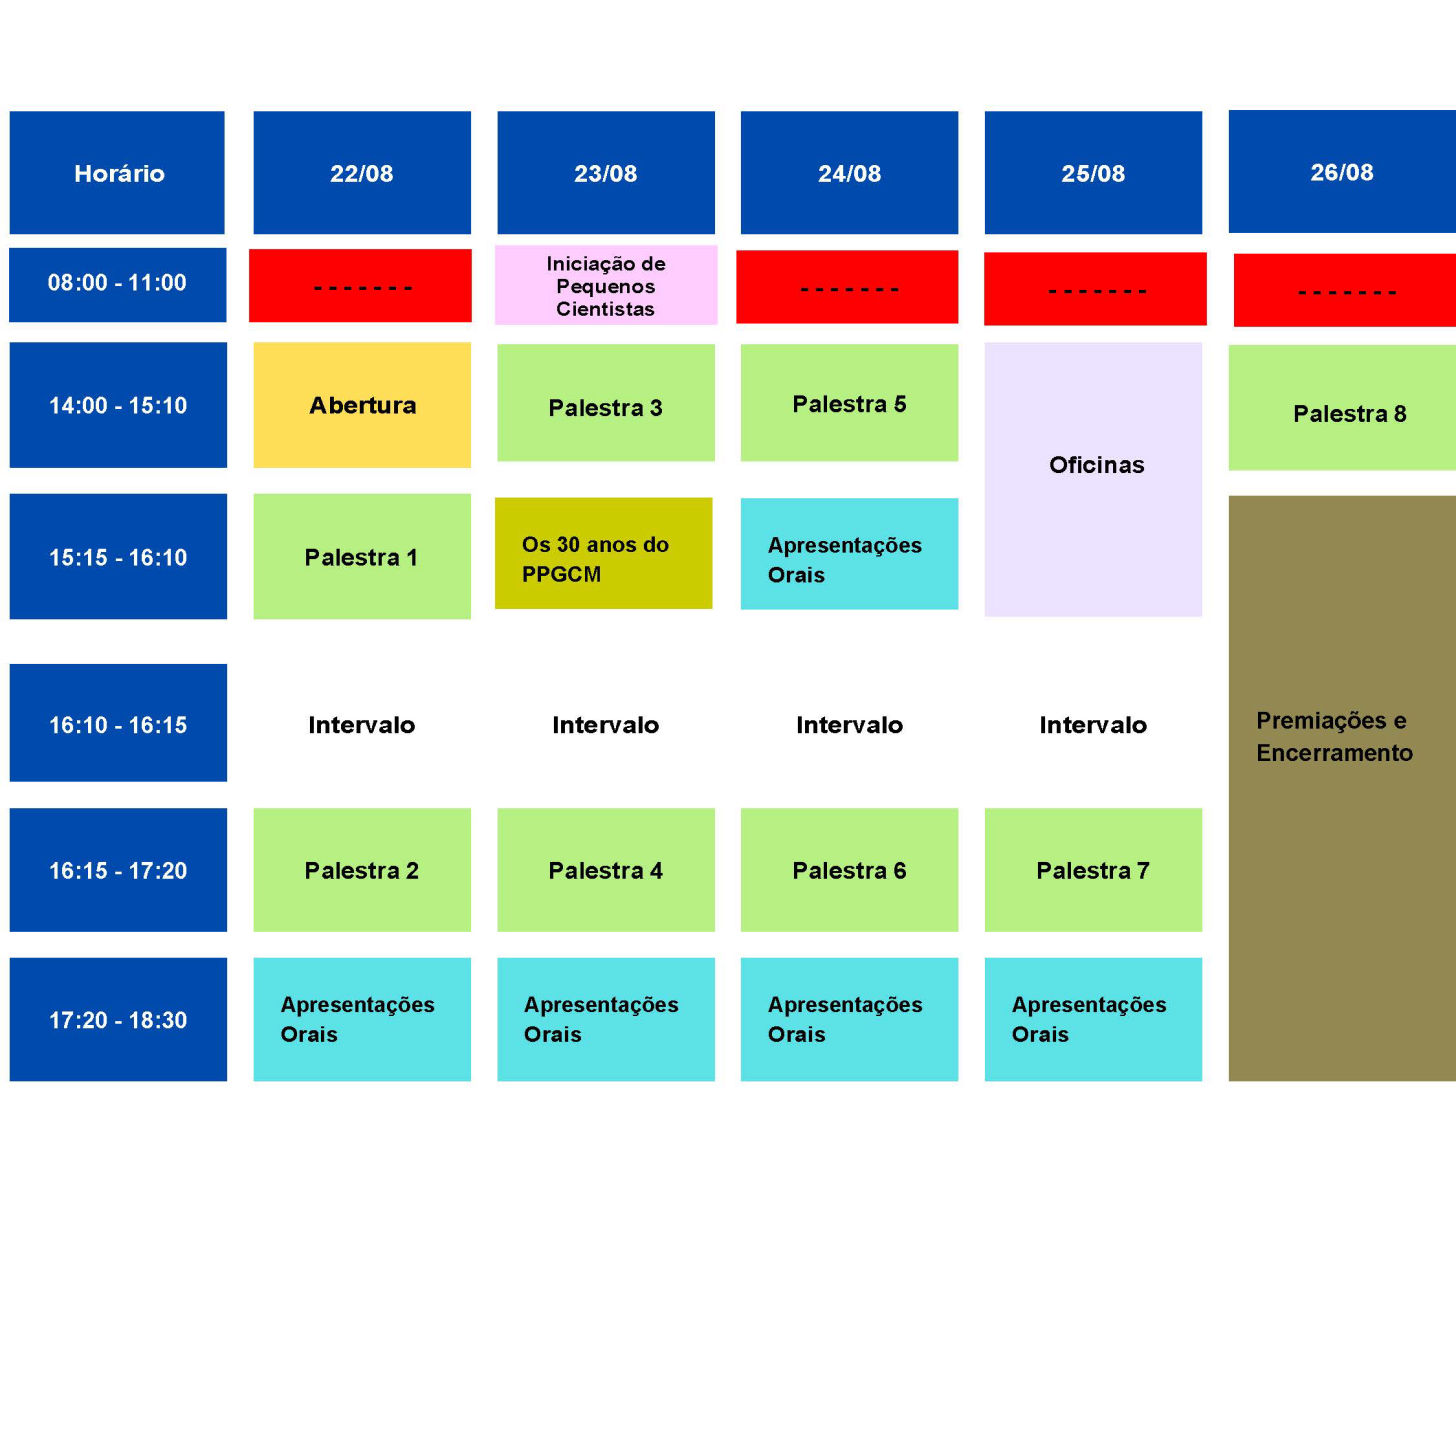 Horário
22/08
23/08
24/08
25/08
26/08
08:00 - 11:00
- - - - - - -
Iniciação de
Pequenos
Cientistas
- - - - - - -
- - - - - - -
- - - - - - -
14:00 - 15:10
Abertura
Palestra 3
Palestra 5
Oficinas
Palestra 8
15:15 - 16:10
Palestra 1
Os 30 anos do
PPGCM
Apresentações
Orais
16:10 - 16:15
Intervalo
Intervalo
Intervalo
Intervalo
Premiações e
Encerramento
16:15 - 17:20
Palestra 2
Palestra 4
Palestra 6
Palestra 7
17:20 - 18:30
Apresentações
Orais
Apresentações
Orais
Apresentações
Orais
Apresentações
Orais